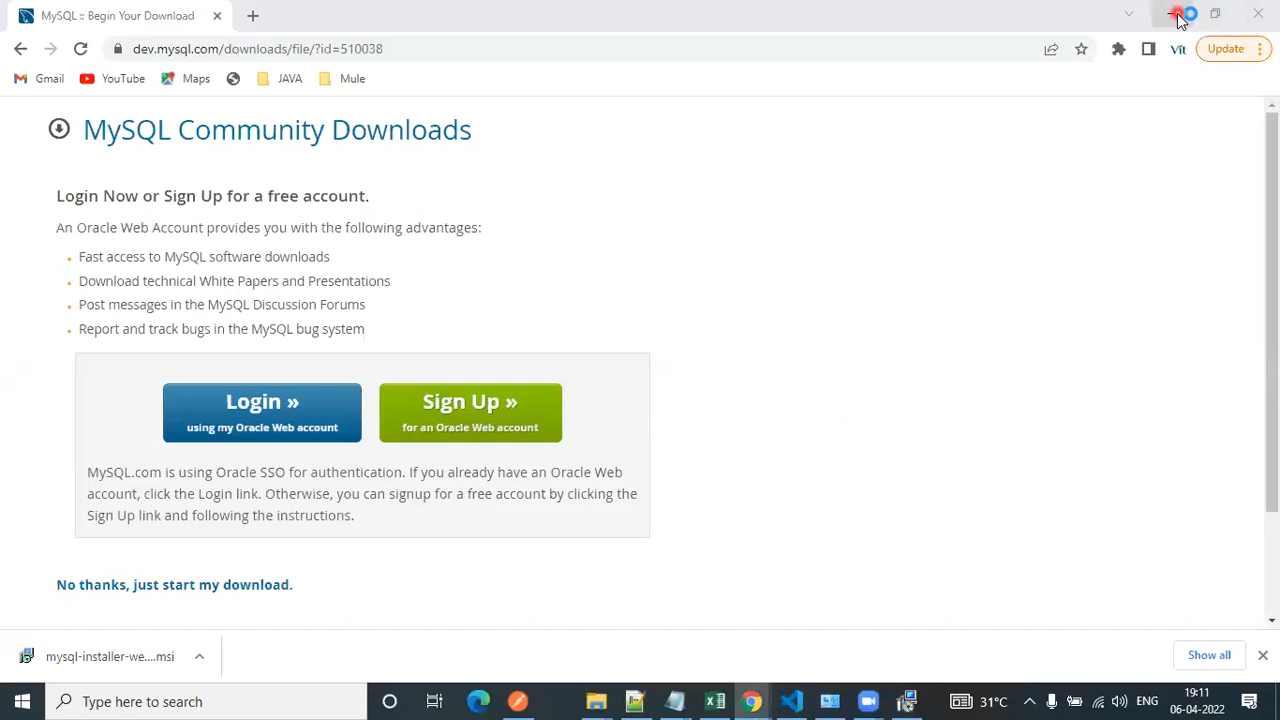 MySQL :: Begin Your Download
dev.mysql.com/downloads/file/?id=510038
Vit
Update
Gmail
YouTube
Maps
JAVA
Mule
MySQL Community Downloads
Login Now or Sign Up for a free account.
An Oracle Web Account provides you with the following advantages:
Fast access to MySQL software downloads
Download technical White Papers and Presentations
Post messages in the MySQL Discussion Forums
Report and track bugs in the MySQL bug system
Login »
using my Oracle Web account
Sign Up »
for an Oracle Web account
MySQL.com is using Oracle SSO for authentication. If you already have an Oracle Web
account, click the Login link. Otherwise, you can signup for a free account by clicking the
Sign Up link and following the instructions.
No thanks, just start my download.
mysql-installer-we....msi
Show all
Type here to search
31°C
ENG
19:11
06-04-2022